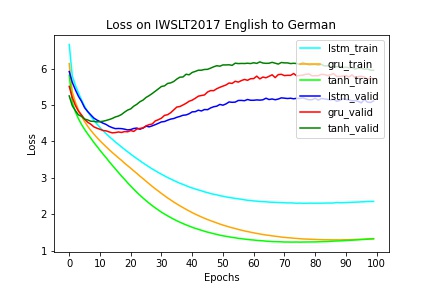 Loss on IWSLT2017 English to German
Loss
6
5
4
3
2
1
0 10 20 30 40 50 60 70 80 90 100
Epochs
lstm_train
gru_train
tanh_train
lstm_valid
gru_valid
tanh_valid